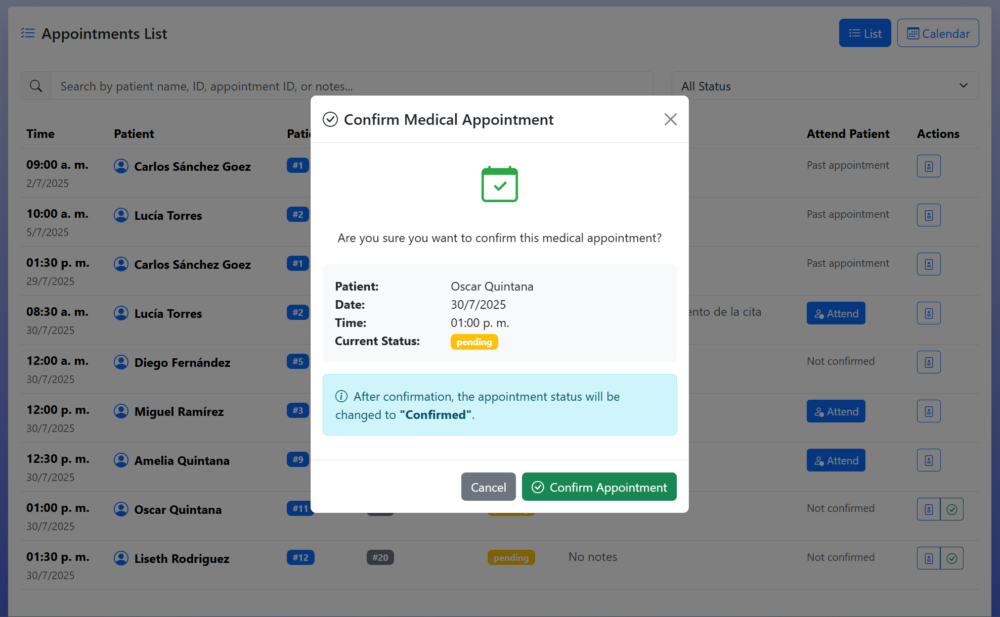 Appointments List
List
Calendar
Search by patient name, ID, appointment ID, or notes...
All Status
Time Patient Attend Patient Actions
09:00 a. m. Carlos Sánchez Goez #1 Past appointment
2/7/2025
10:00 a. m. Lucía Torres #2 Past appointment
5/7/2025
01:30 p. m. Carlos Sánchez Goez #1 Past appointment
29/7/2025
08:30 a. m. Lucía Torres #2 de la cita Attend
30/7/2025
12:00 a. m. Diego Fernández #5 Not confirmed
30/7/2025
12:00 p. m. Miguel Ramírez #3 Attend
30/7/2025
12:30 p. m. Amelia Quintana #9 Attend
30/7/2025
01:00 p. m. Oscar Quintana #11 Not confirmed
30/7/2025
01:30 p. m. Liseth Rodriguez #12 #20 pending No notes Not confirmed
30/7/2025
Confirm Medical Appointment
Are you sure you want to confirm this medical appointment?
Patient: Oscar Quintana
Date: 30/7/2025
Time: 01:00 p. m.
Current Status: pending
After confirmation, the appointment status will be
changed to "Confirmed".
Cancel
Confirm Appointment